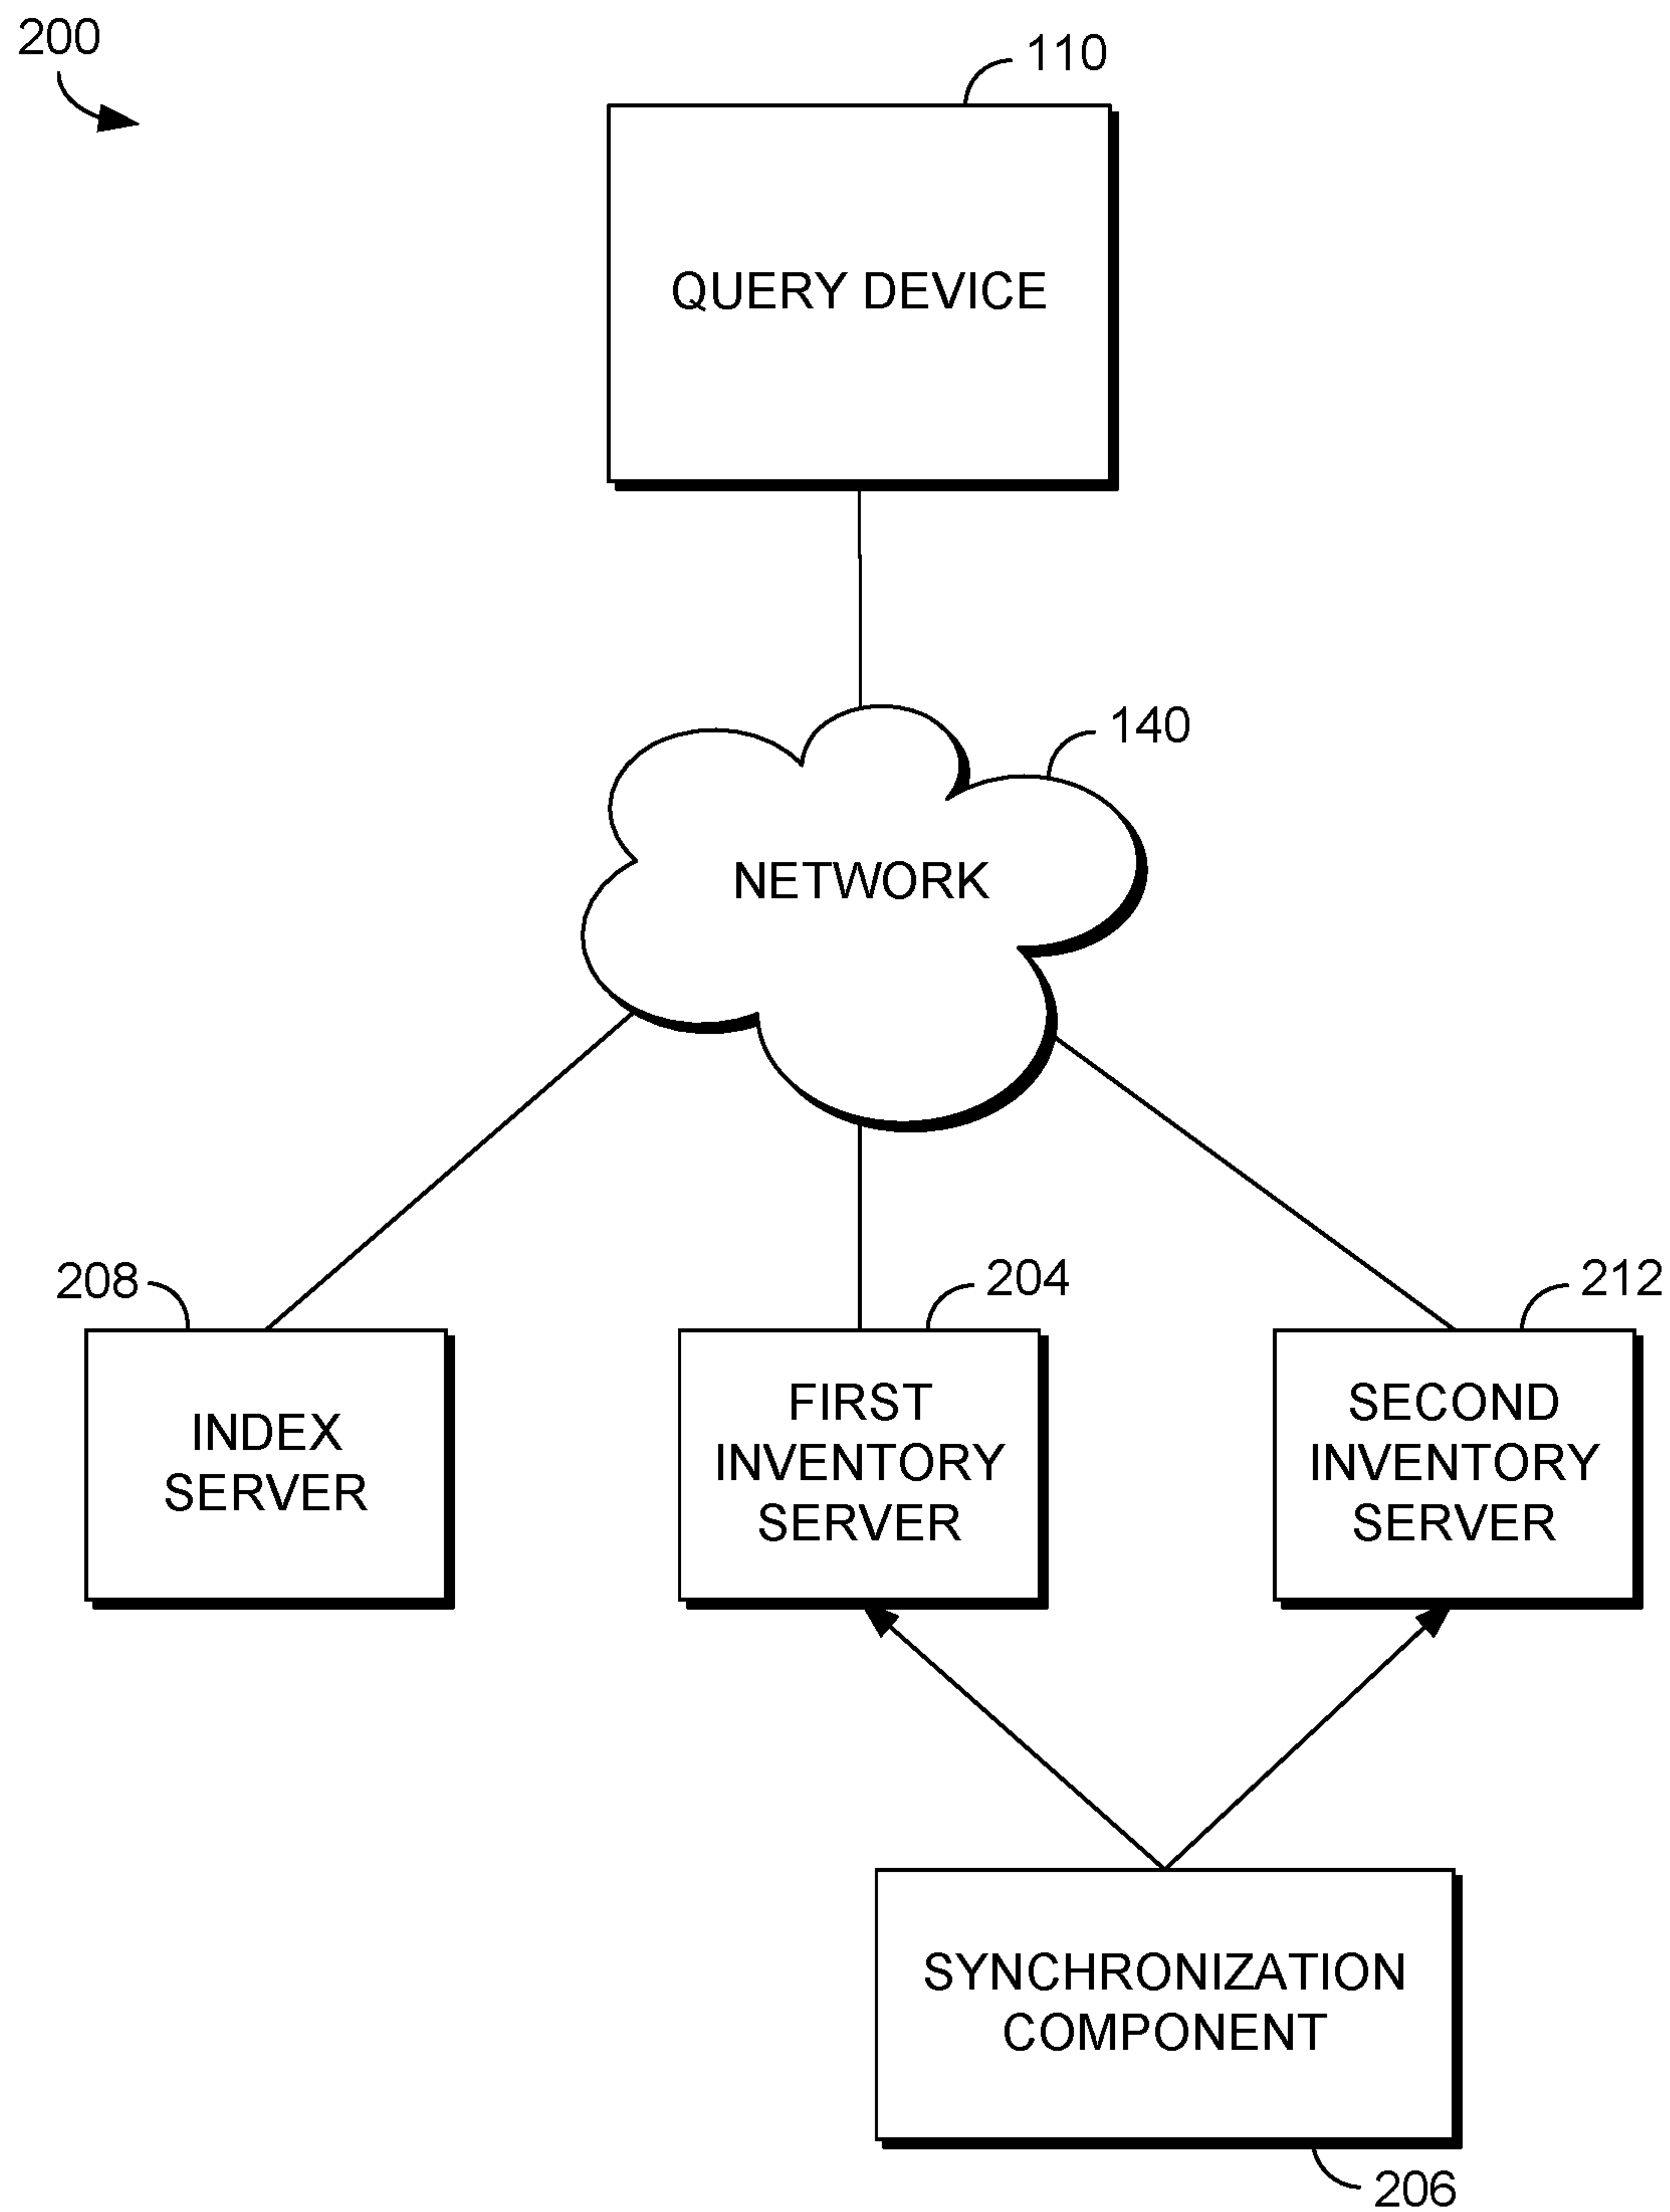 200
110
QUERY DEVICE
140
NETWORK
208
204
212
INDEX
SERVER
FIRST
INVENTORY
SERVER
SECOND
INVENTORY
SERVER
SYNCHRONIZATION
COMPONENT
206